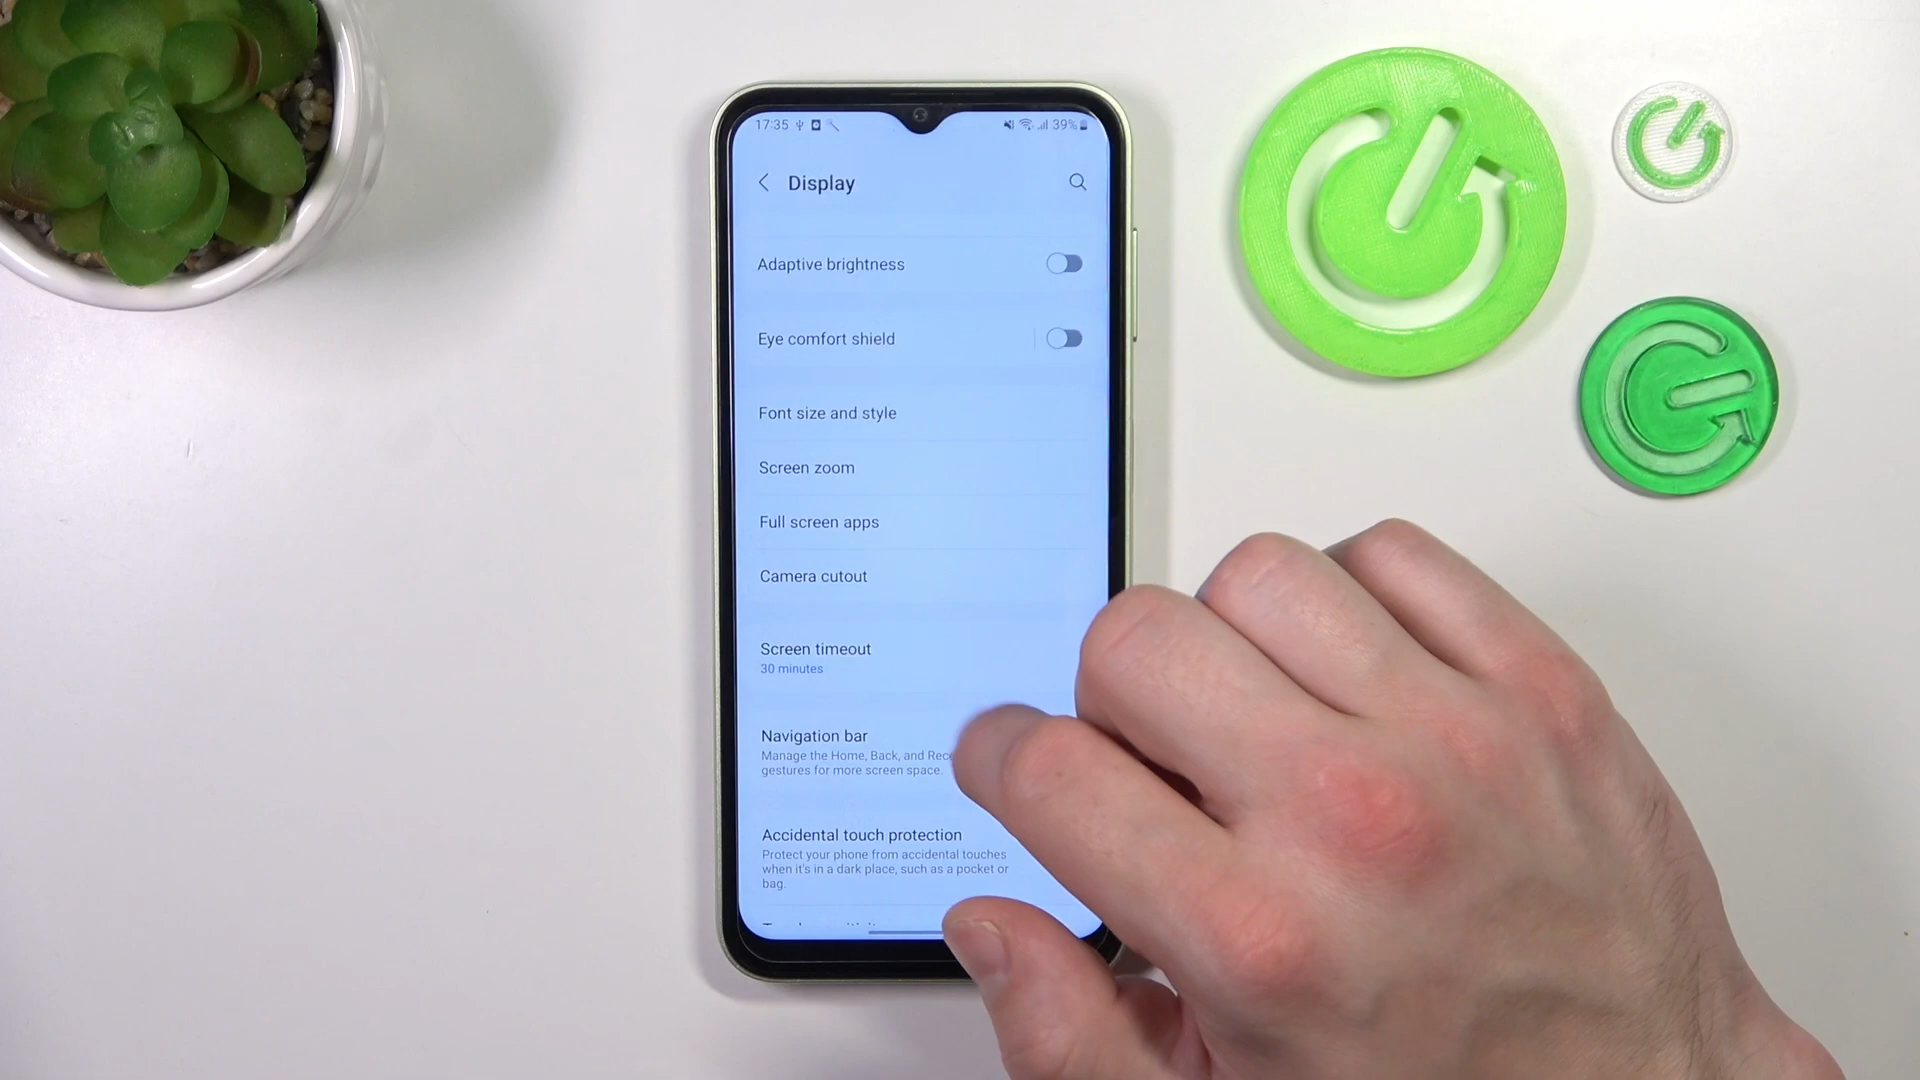 17:35 39%
Display
Adaptive brightness
Eye comfort shield
Font size and style
Screen zoom
Full screen apps
Camera cutout
Screen timeout
30 minutes
Navigation bar
Manage the Home, Back, and
gestures for more screen space.
Accidental touch protection
Protect your phone from accidental touches
when it's in a dark place, such as a pocket or
bag.